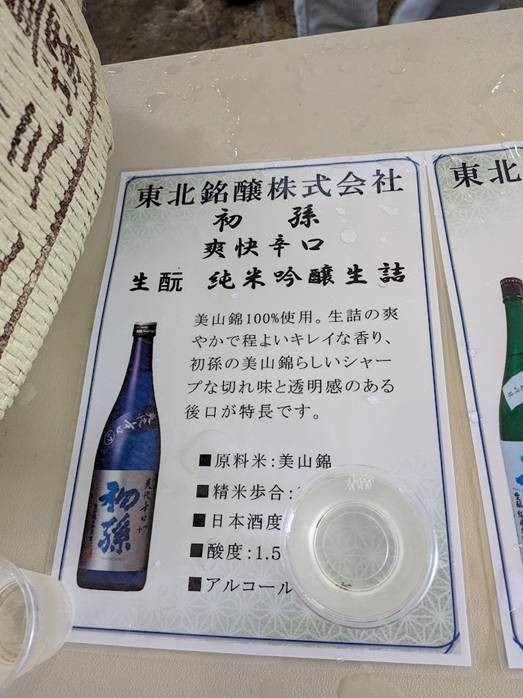 東北銘醸株式会社
初 孫
爽快辛口
生酛 純米吟醸生詰
美山錦100%使用。生詰の爽
やかで程よいキレイな香り、
初孫の美山錦らしいシャー
プな切れ味と透明感のある
後口が特長です。
■原料米:美山錦
■精米歩合:
■日本酒度
■酸度:1.5
■アルコール
初孫
東北